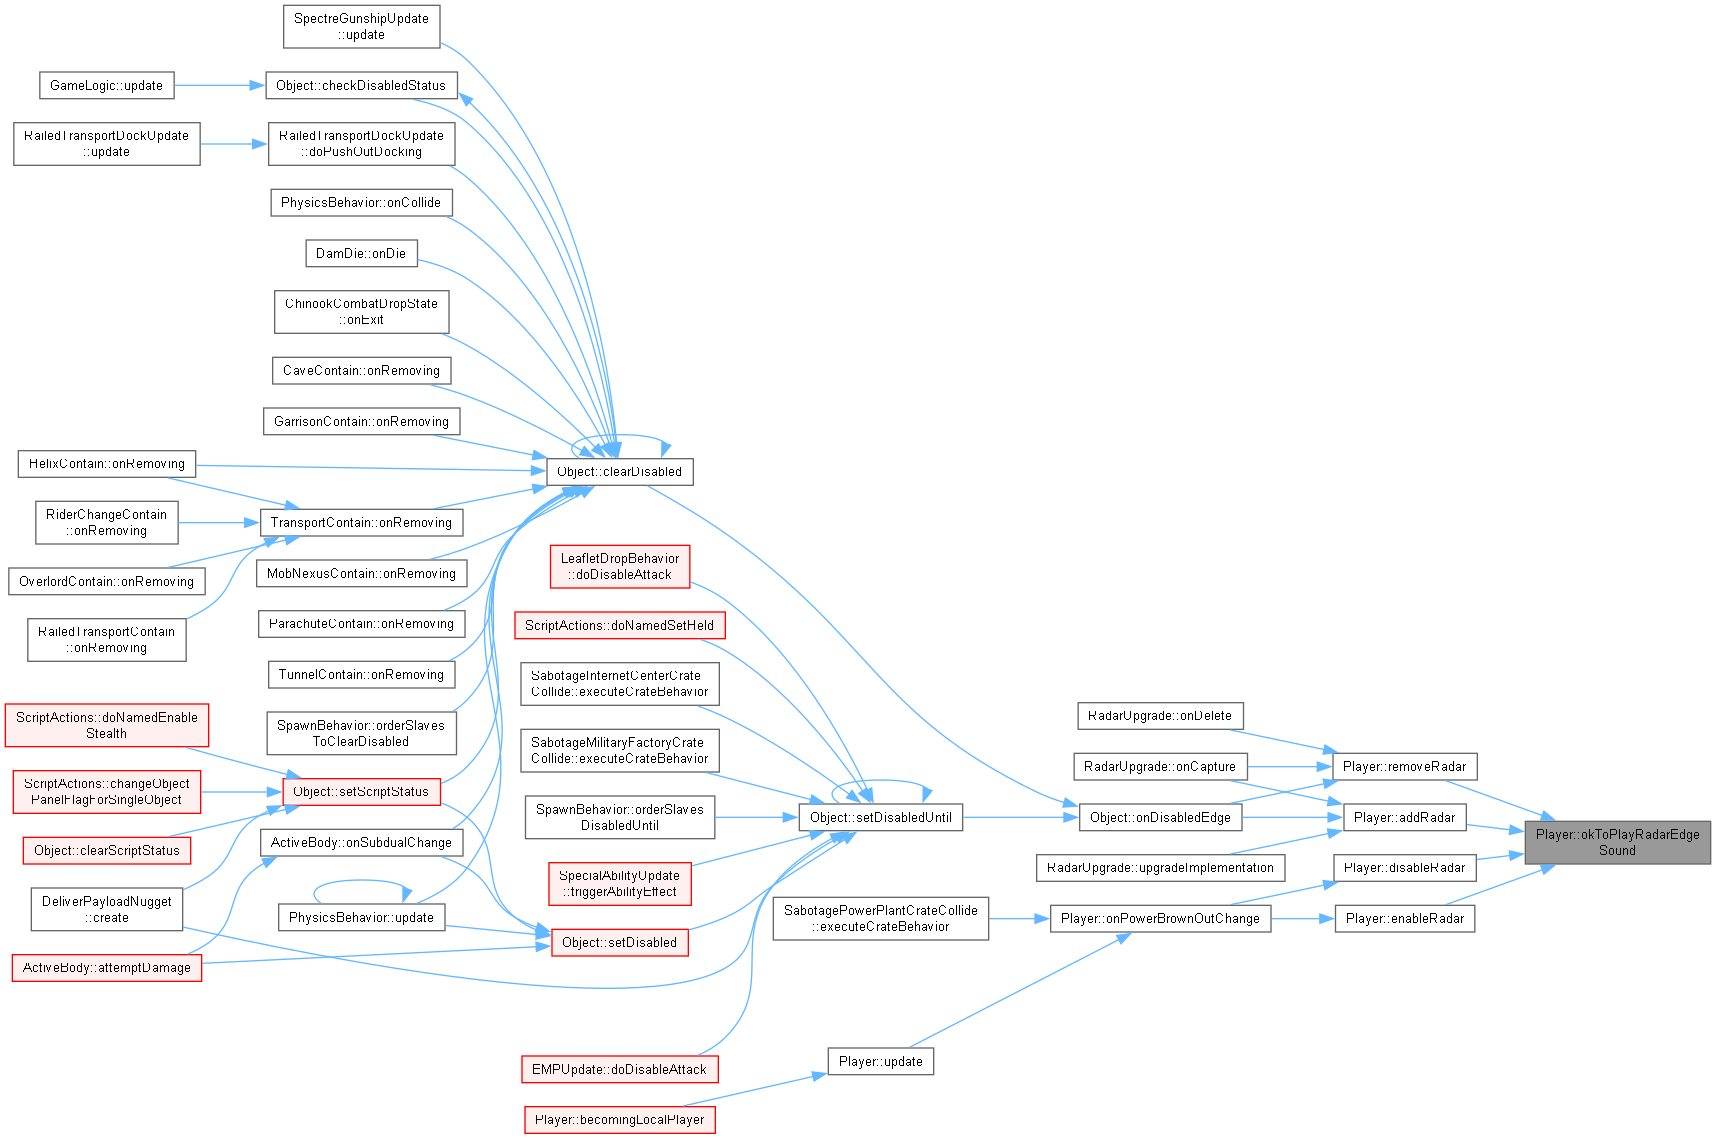 SpectreGunshipUpdate
::update
GameLogic::update
Object::checkDisabledStatus
RailedTransportDockUpdate
::update
RailedTransportDockUpdate
::doPushOutDocking
PhysicsBehavior::onCollide
DamDie::onDie
ChinookCombatDropState
::onExit
CaveContain::onRemoving
GarrisonContain::onRemoving
HelixContain::onRemoving
Object::clearDisabled
RiderChangeContain
::onRemoving
TransportContain::onRemoving
OverlordContain::onRemoving
MobNexusContain::onRemoving
RailedTransportContain
::onRemoving
ParachuteContain::onRemoving
TunnelContain::onRemoving
LeafletDropBehavior
::doDisableAttack
ScriptActions::doNamedSetHeld
SabotageInternetCenterCrate
Collide::executeCrateBehavior
ScriptActions::doNamedEnable
Stealth
SpawnBehavior::orderSlaves
ToClearDisabled
SabotageMilitaryFactoryCrate
Collide::executeCrateBehavior
RadarUpgrade::onDelete
RadarUpgrade::onCapture
Player::removeRadar
ScriptActions::changeObject
PanelFlagForSingleObject
Object::setScriptStatus
SpawnBehavior::orderSlaves
DisabledUntil
Object::setDisabledUntil
Object::onDisabledEdge
Player::addRadar
Player::okToPlayRadarEdge
Sound
Object::clearScriptStatus
ActiveBody::onSubdualChange
RadarUpgrade::upgradeImplementation
Player::disableRadar
SpecialAbilityUpdate
::triggerAbilityEffect
DeliverPayloadNugget
::create
PhysicsBehavior::update
SabotagePowerPlantCrateCollide
::executeCrateBehavior
Player::onPowerBrownOutChange
Player::enableRadar
Object::setDisabled
ActiveBody::attemptDamage
EMPUpdate::doDisableAttack
Player::update
Player::becomingLocalPlayer